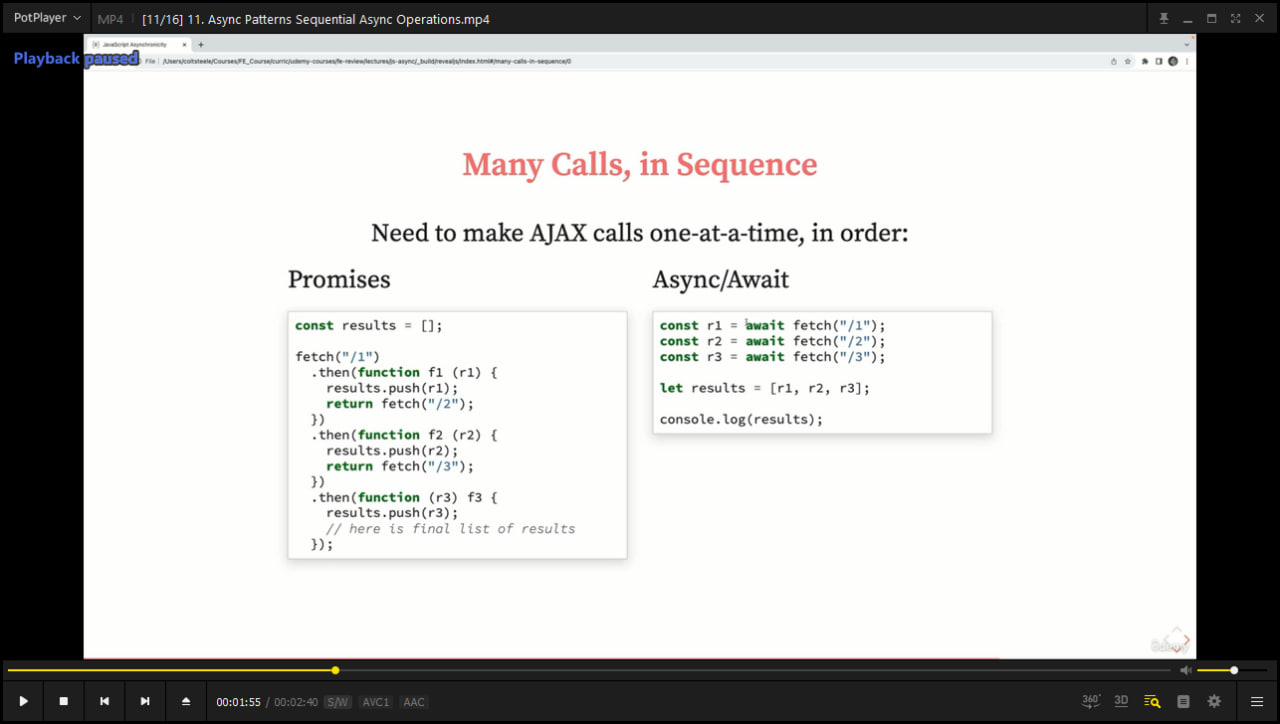 PotPlayer
MP4
[11/16] 11. Async Patterns Sequential Async Operations.mp4
JavaScript Asynchronicity
Playback paused
File
/Users/coltsteele/Courses/FE_Course/curric/udemy-courses/fe-review/lectures/js-async/_build/revealjs/index.html#/many-calls-in-sequence/0
Many Calls, in Sequence
Need to make AJAX calls one-at-a-time, in order:
Promises
const results = [];
fetch("/1")
.then(function f1 (r1) {
results.push(r1);
return fetch("/2");
})
.then(function f2 (r2) {
results.push(r2);
return fetch("/3");
})
.then(function (r3) f3 {
results.push(r3);
// here is final list of results
});
Async/Await
const r1 = await fetch("/1");
const r2 = await fetch("/2");
const r3 = await fetch("/3");
let results = [r1, r2, r3];
console.log(results);
Udemy
00:01:55 / 00:02:40 S/W AVC1 AAC
360°
3D